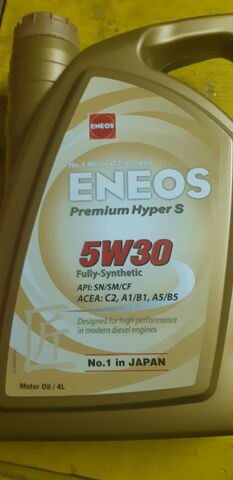 ENEOS
No.1 Motor Oil in Japan
ENEOS
Premium Hyper S
5W30
Fully-Synthetic
API: SN/SM/CF
ACEA: C2, A1/B1, A5/B5
Designed for high performance
in modern diesel engines
匠
No.1 in JAPAN
Motor Oil / 4L